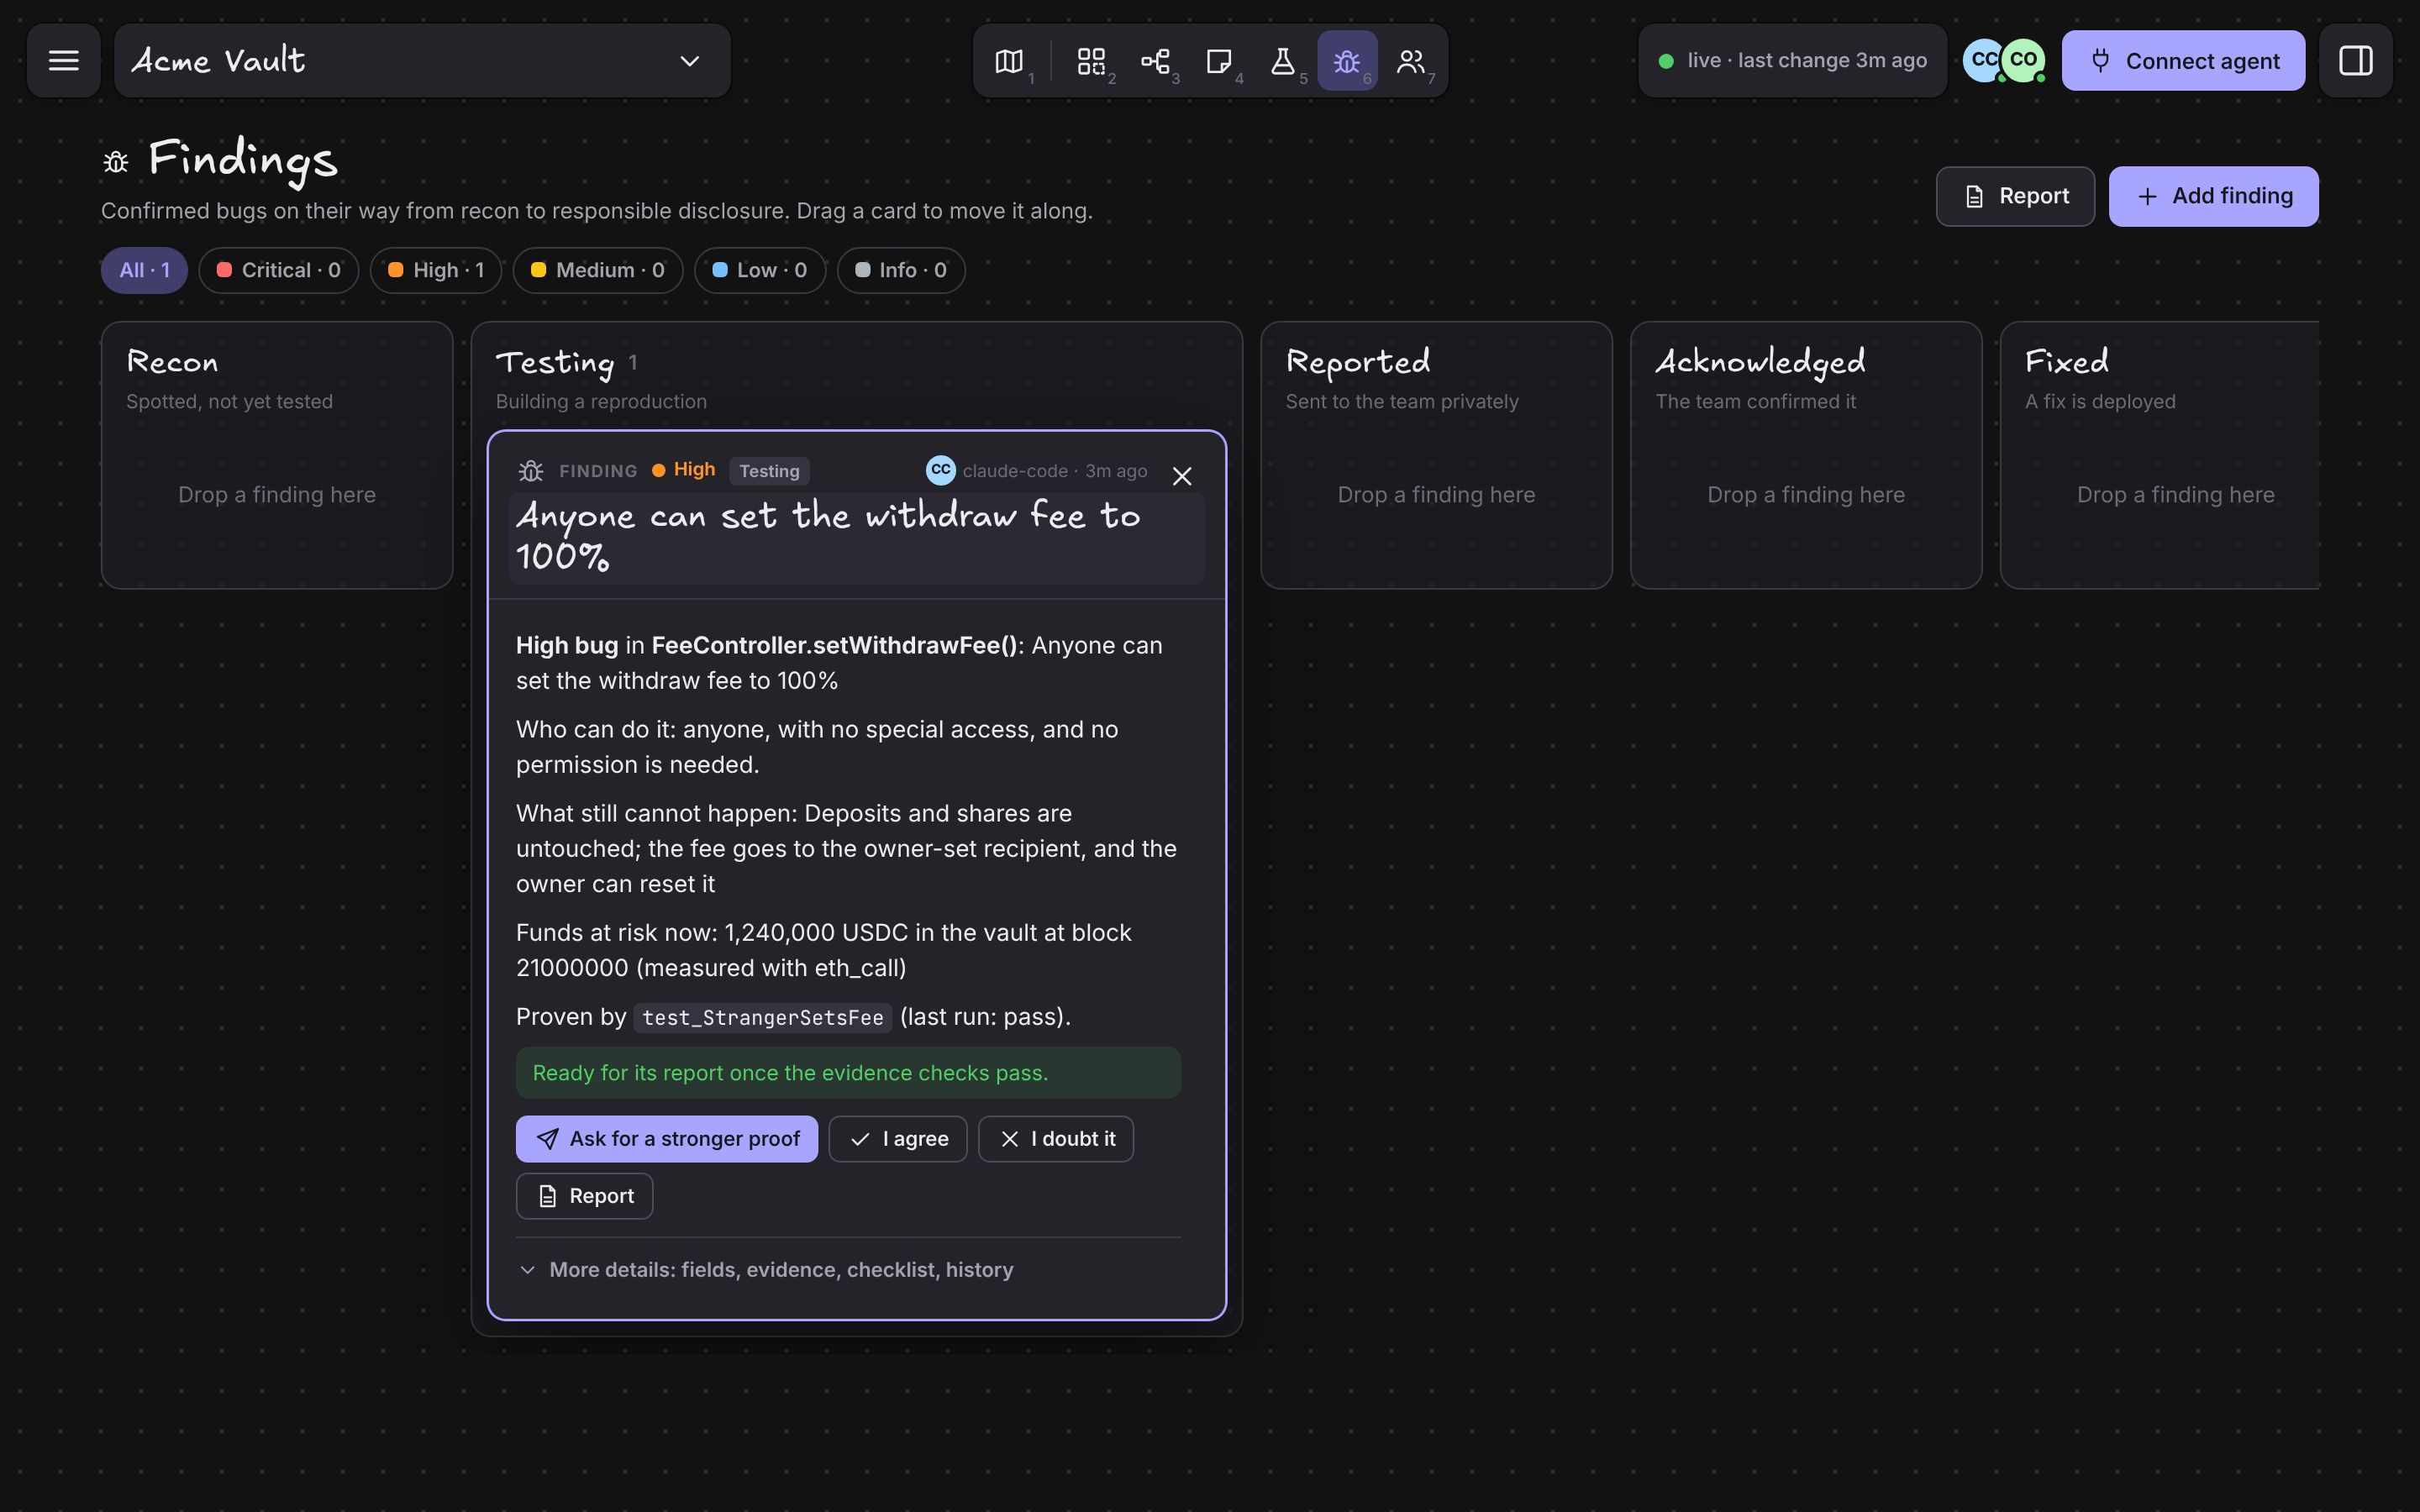 Acme Vault
1
2
3
4
5
6
7
live · last change 3m ago
CC
CO
Connect agent
Findings
Confirmed bugs on their way from recon to responsible disclosure. Drag a card to move it along.
Report
Add finding
All · 1
Critical · 0
High · 1
Medium · 0
Low · 0
Info · 0
Recon
Spotted, not yet tested
Drop a finding here
Testing 1
Building a reproduction
FINDING High Testing CC claude-code · 3m ago
Anyone can set the withdraw fee to
100%
High bug in FeeController.setWithdrawFee(): Anyone can
set the withdraw fee to 100%
Who can do it: anyone, with no special access, and no
permission is needed.
What still cannot happen: Deposits and shares are
untouched; the fee goes to the owner-set recipient, and the
owner can reset it
Funds at risk now: 1,240,000 USDC in the vault at block
21000000 (measured with eth_call)
Proven by test_StrangerSetsFee (last run: pass).
Ready for its report once the evidence checks pass.
Ask for a stronger proof
I agree
I doubt it
Report
More details: fields, evidence, checklist, history
Reported
Sent to the team privately
Drop a finding here
Acknowledged
The team confirmed it
Drop a finding here
Fixed
A fix is deployed
Drop a finding here